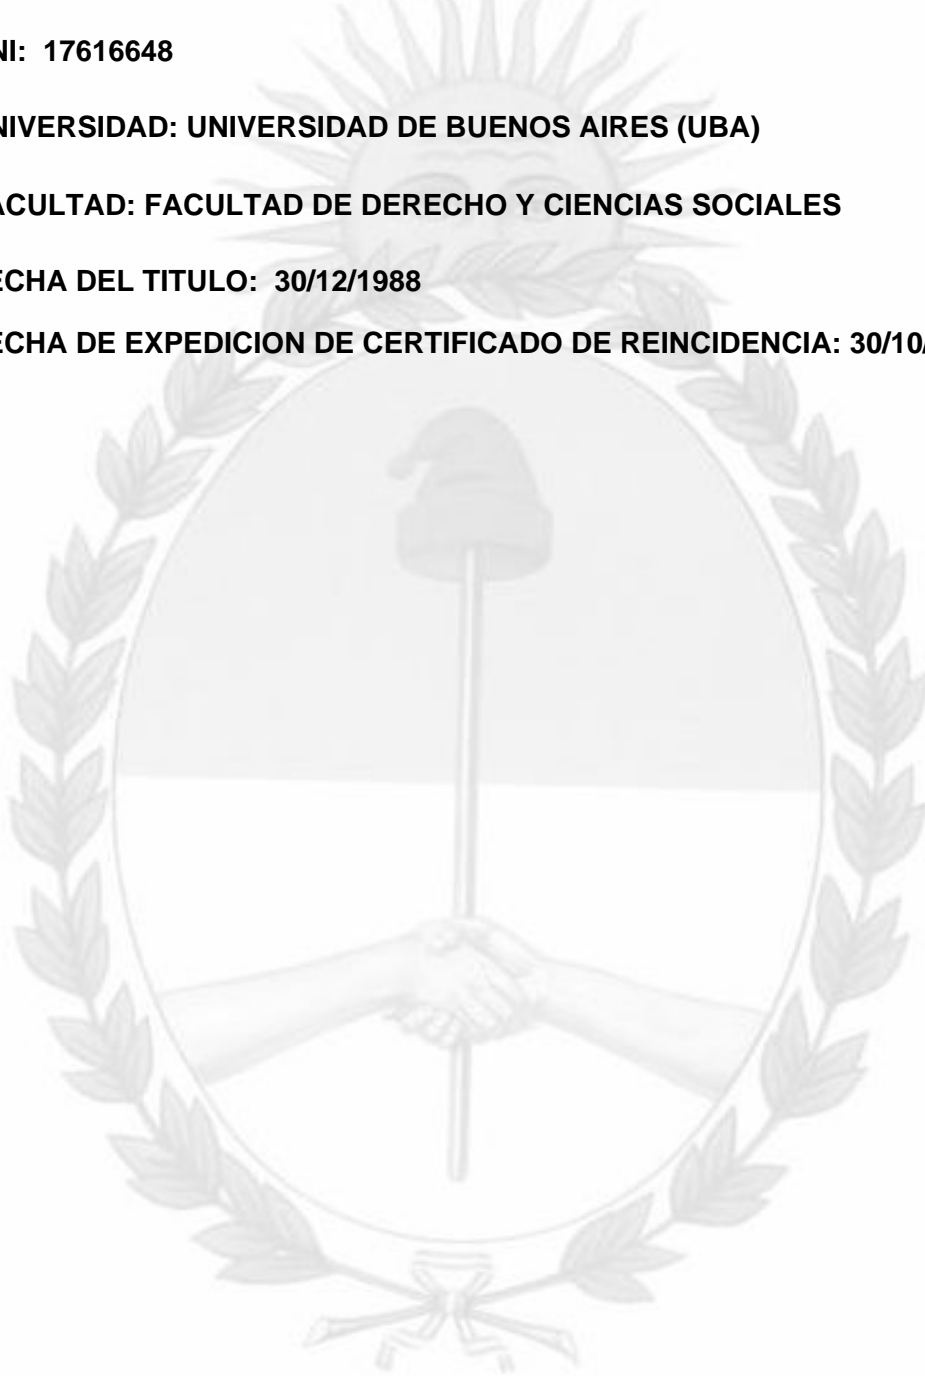 NI: 17616648
NIVERSIDAD: UNIVERSIDAD DE BUENOS AIRES (UBA)
ACULTAD: FACULTAD DE DERECHO Y CIENCIAS SOCIALES
ECHA DEL TITULO: 30/12/1988
ECHA DE EXPEDICION DE CERTIFICADO DE REINCIDENCIA: 30/10/